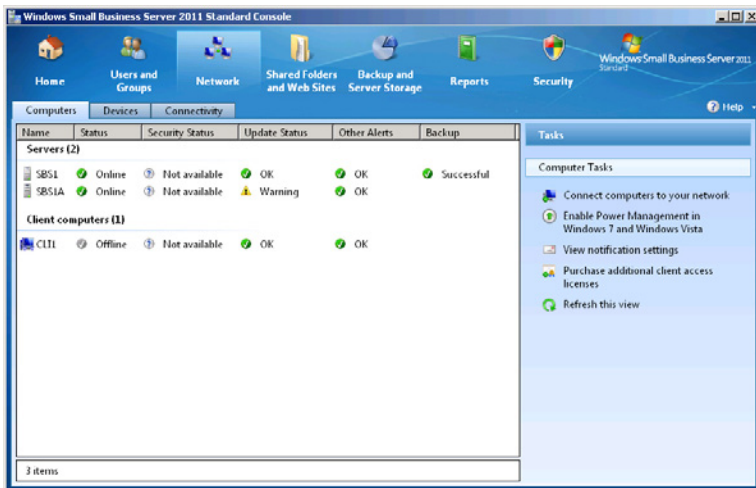 Windows Small Business Server 2011 Standard Console
Home
Users and
Groups
Network
Shared Folders
and Web Sites
Backup and
Server Storage
Reports
Security
Windows Small Business Server 2011
Standard
Computers Devices Connectivity
Help
Name Status Security Status Update Status Other Alerts Backup
Servers (2)
SBS1 Online Not available OK OK Successful
SBS1A Online Not available Warning OK
Client computers (1)
CLI1 Offline Not available OK OK
3 items
Tasks
Computer Tasks
Connect computers to your network
Enable Power Management in
Windows 7 and Windows Vista
View notification settings
Purchase additional client access
licenses
Refresh this view